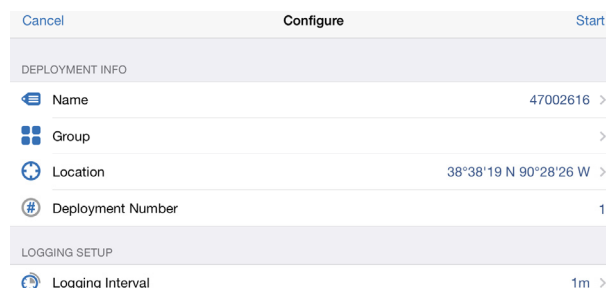 Cancel Configure Start
DEPLOYMENT INFO
Name 47002616
Group
Location 38°38'19 N 90°28'26 W
# Deployment Number 1
LOGGING SETUP
Logging Interval 1m